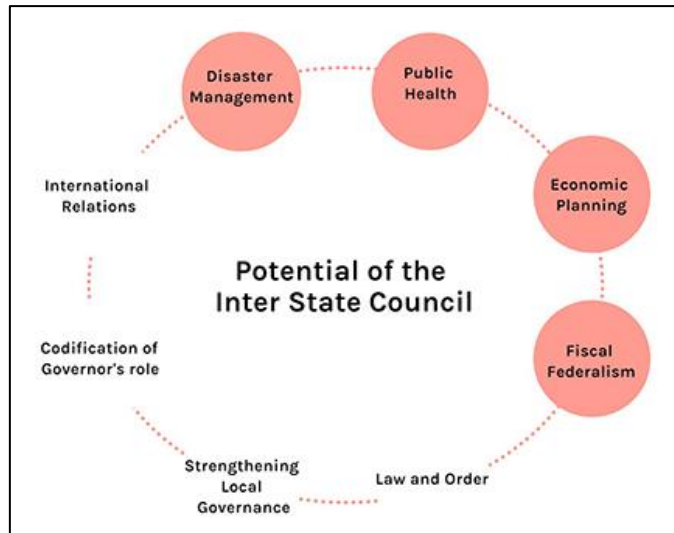 Disaster
Management
Public
Health
Economic
Planning
Fiscal
Federalism
Law and Order
Strengthening
Local
Governance
Codification of
Governor's role
International
Relations
Potential of the
Inter State Council